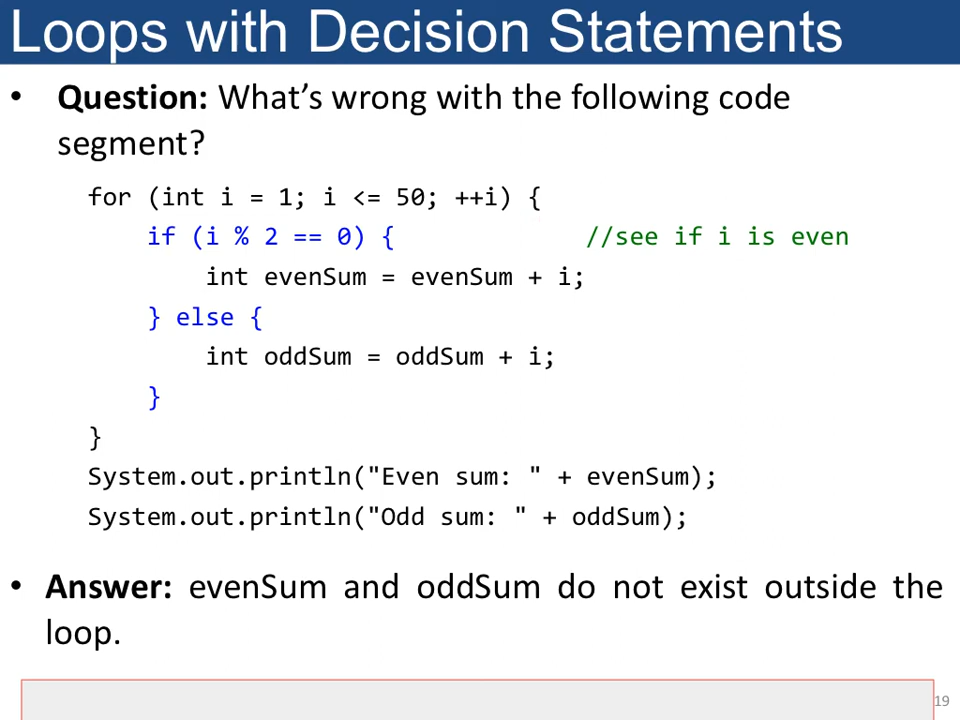 Loops with Decision Statements
• Question: What's wrong with the following code
segment?
for (int i = 1; i <= 50; ++i) {
if (i % 2 == 0) { //see if i is even
int evenSum = evenSum + i;
} else {
int oddSum = oddSum + i;
}
}
System.out.println("Even sum: " + evenSum);
System.out.println("Odd sum: " + oddSum);
• Answer: evenSum and oddSum do not exist outside the
loop.
19